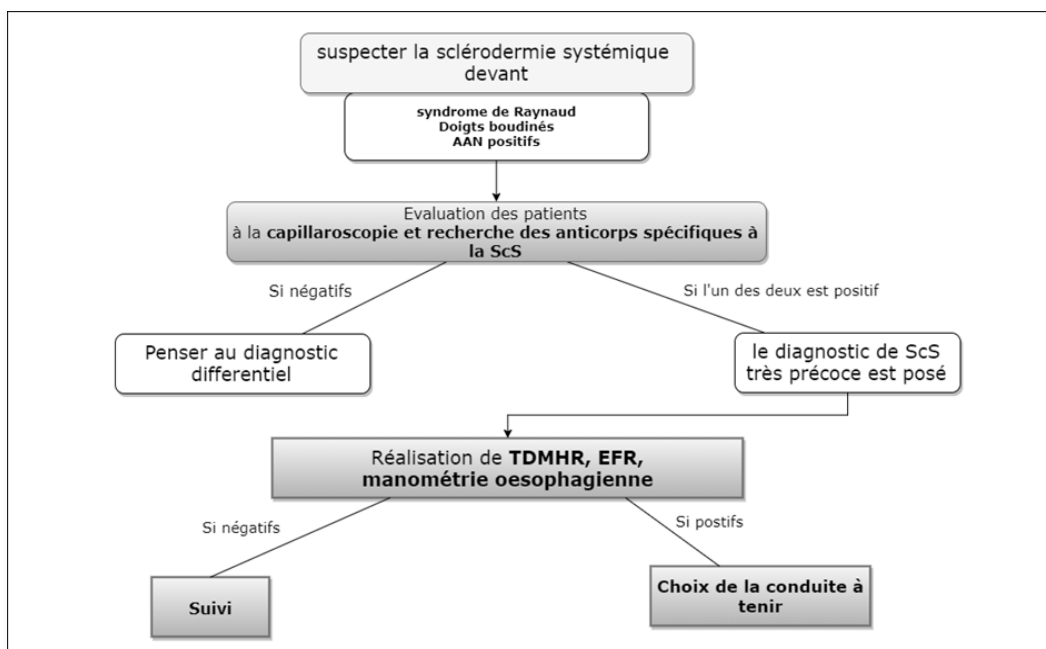 suspecter la sclérodermie systémique
devant
syndrome de Raynaud
Doigts boudinés
AAN positifs
Evaluation des patients
à la capillaroscopie et recherche des anticorps spécifiques à
la ScS
Si négatifs
Si l'un des deux est positif
Penser au diagnostic
differentiel
le diagnostic de ScS
très précoce est posé
Réalisation de TDMHR, EFR,
manométrie oesophagienne
Si négatifs
Si postifs
Suivi
Choix de la conduite à
tenir